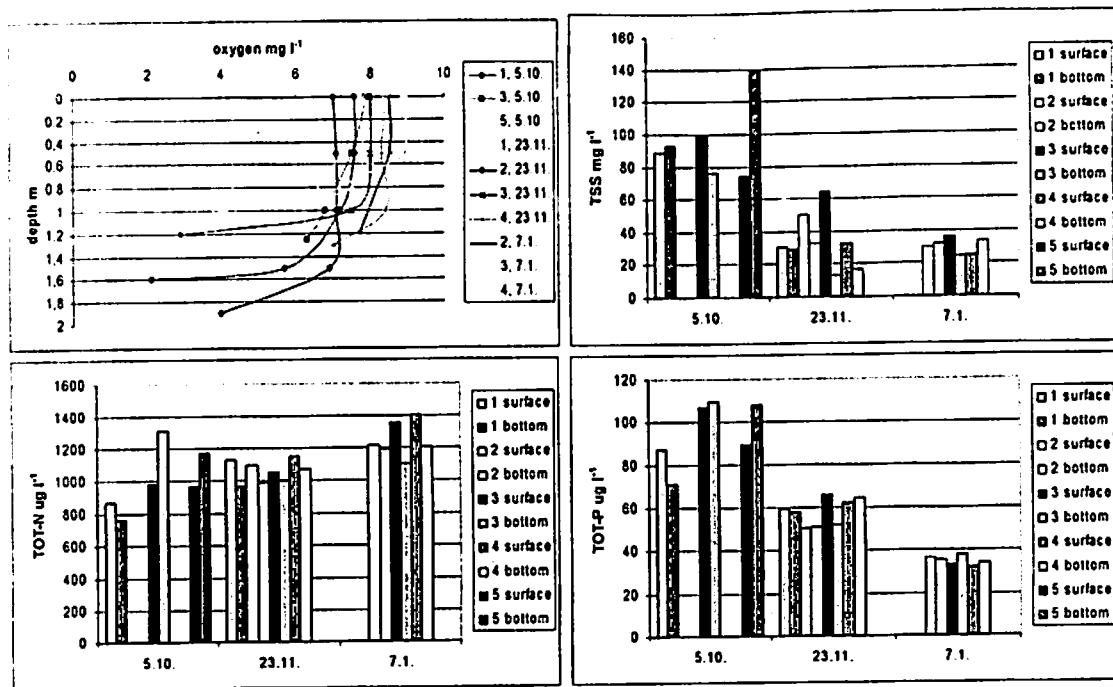 oxygen mg l⁻¹
0 2 4 6 8 10
depth m
0
0.2
0.4
0.6
0.8
1
1.2
1.4
1,6
1,8
2
1, 5.10.
3, 5.10
5, 5.10
1, 23.11.
2, 23.11.
3, 23.11
4, 23.11
2, 7.1.
3, 7.1.
4, 7.1.
TSS mg l⁻¹
160
140
120
100
80
60
40
20
0
5.10. 23.11. 7.1.
1 surface
1 bottom
2 surface
2 bottom
3 surface
3 bottom
4 surface
4 bottom
5 surface
5 bottom
TOT-N ug l⁻¹
1600
1400
1200
1000
800
600
400
200
0
5.10. 23.11. 7.1.
1 surface
1 bottom
2 surface
2 bottom
3 surface
3 bottom
4 surface
4 bottom
5 surface
5 bottom
TOT-P ug l⁻¹
120
100
80
60
40
20
0
5.10. 23.11. 7.1.
1 surface
1 bottom
2 surface
2 bottom
3 surface
3 bottom
4 surface
4 bottom
5 surface
5 bottom